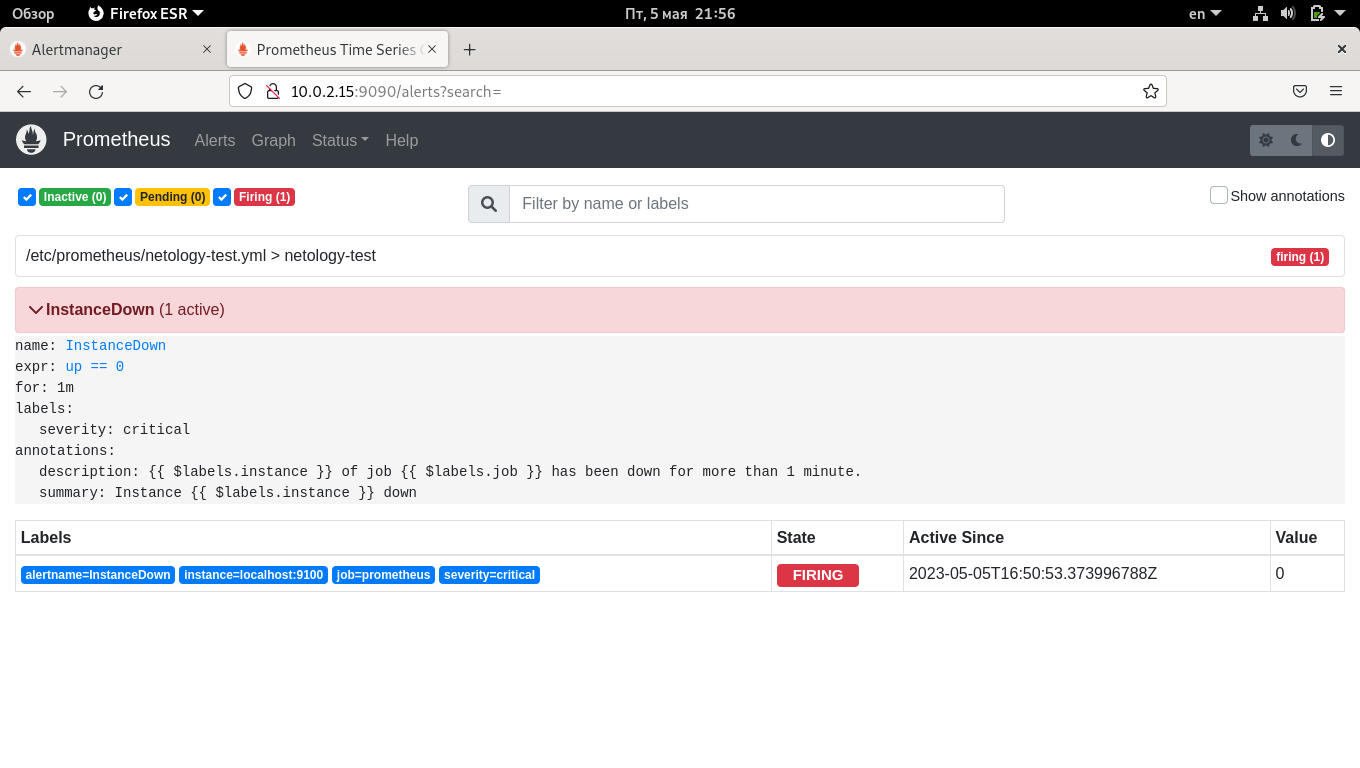 Обзор Firefox ESR Пт, 5 мая 21:56 en
Alertmanager Prometheus Time Series
10.0.2.15:9090/alerts?search=
Prometheus Alerts Graph Status Help
Inactive (0) Pending (0) Firing (1) Filter by name or labels Show annotations
/etc/prometheus/netology-test.yml > netology-test firing (1)
InstanceDown (1 active)
name: InstanceDown
expr: up == 0
for: 1m
labels:
severity: critical
annotations:
description: {{ $labels.instance }} of job {{ $labels.job }} has been down for more than 1 minute.
summary: Instance {{ $labels.instance }} down
Labels State Active Since Value
alertname=InstanceDown instance=localhost:9100 job=prometheus severity=critical FIRING 2023-05-05T16:50:53.373996788Z 0